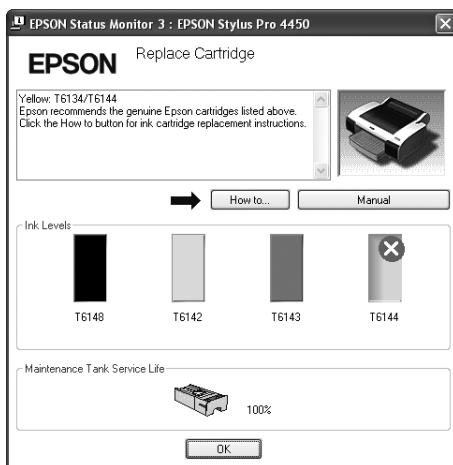 EPSON Status Monitor 3 : EPSON Stylus Pro 4450
EPSON
Replace Cartridge
Yellow: T6134/T6144
Epson recommends the genuine Epson cartridges listed above.
Click the How to button for ink cartridge replacement instructions.
How to...
Manual
Ink Levels
T6148
T6142
T6143
T6144
Maintenance Tank Service Life
100%
OK